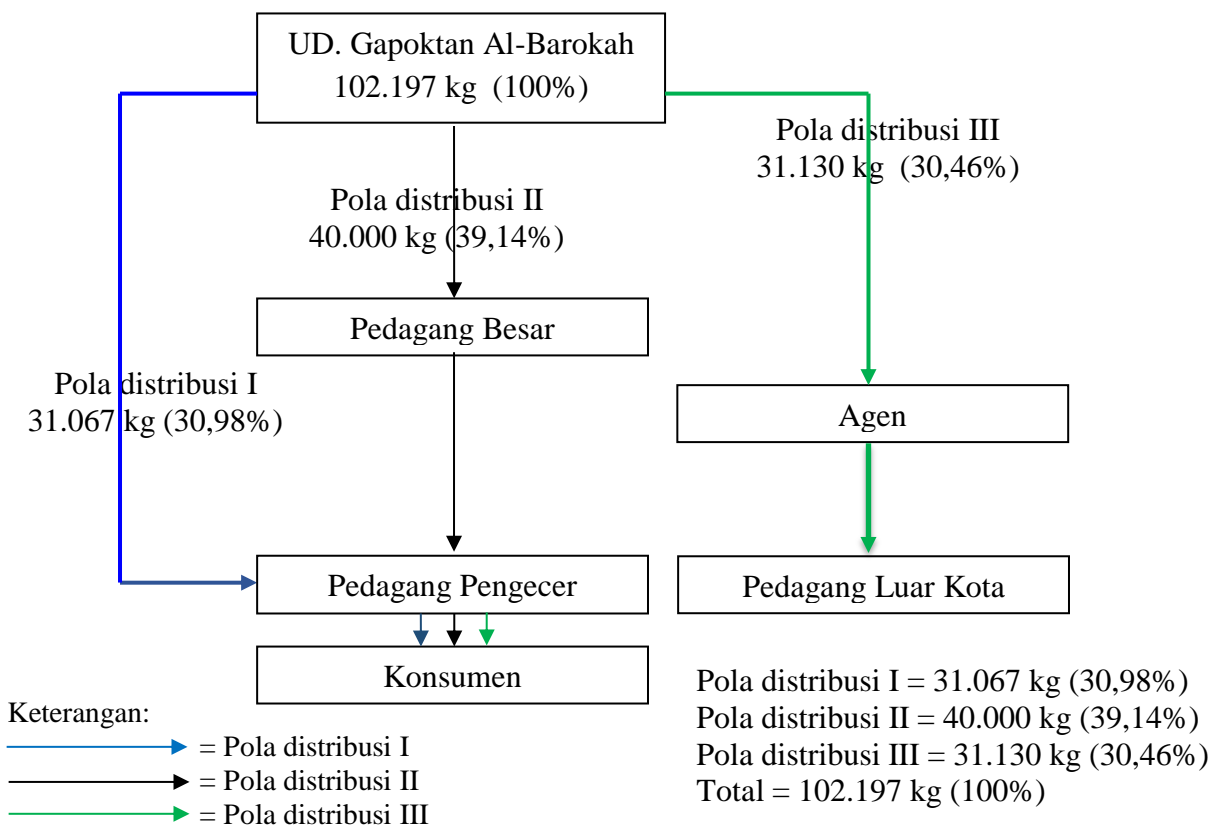 UD. Gapoktan Al-Barokah
102.197 kg (100%)
Pola distribusi III
31.130 kg (30,46%)
Pola distribusi II
40.000 kg (39,14%)
Pedagang Besar
Pola distribusi I
31.067 kg (30,98%)
Agen
Pedagang Pengecer
Pedagang Luar Kota
Konsumen
Pola distribusi I = 31.067 kg (30,98%)
Pola distribusi II = 40.000 kg (39,14%)
Pola distribusi III = 31.130 kg (30,46%)
Total = 102.197 kg (100%)
Keterangan:
= Pola distribusi I
= Pola distribusi II
= Pola distribusi III